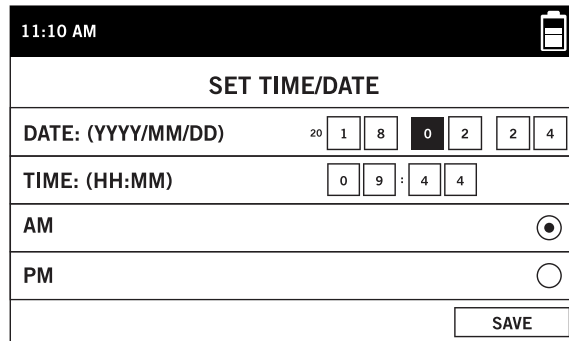 11:10 AM
SET TIME/DATE
DATE: (YYYY/MM/DD) 20 1 8 0 2 2 4
TIME: (HH:MM) 0 9 : 4 4
AM
PM
SAVE